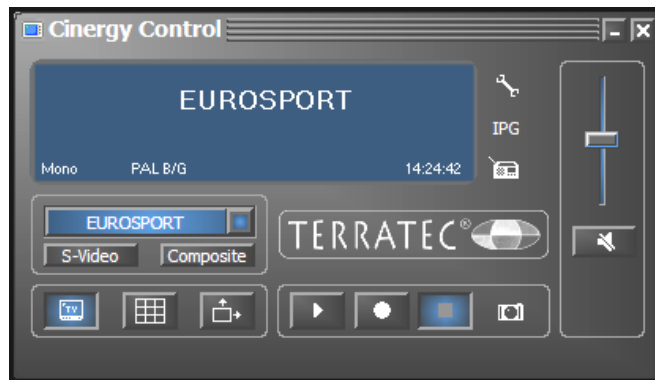 Cinergy Control
EUROSPORT
IPG
Mono PAL B/G 14:24:42
EUROSPORT
S-Video Composite
TERRATEC®
TV